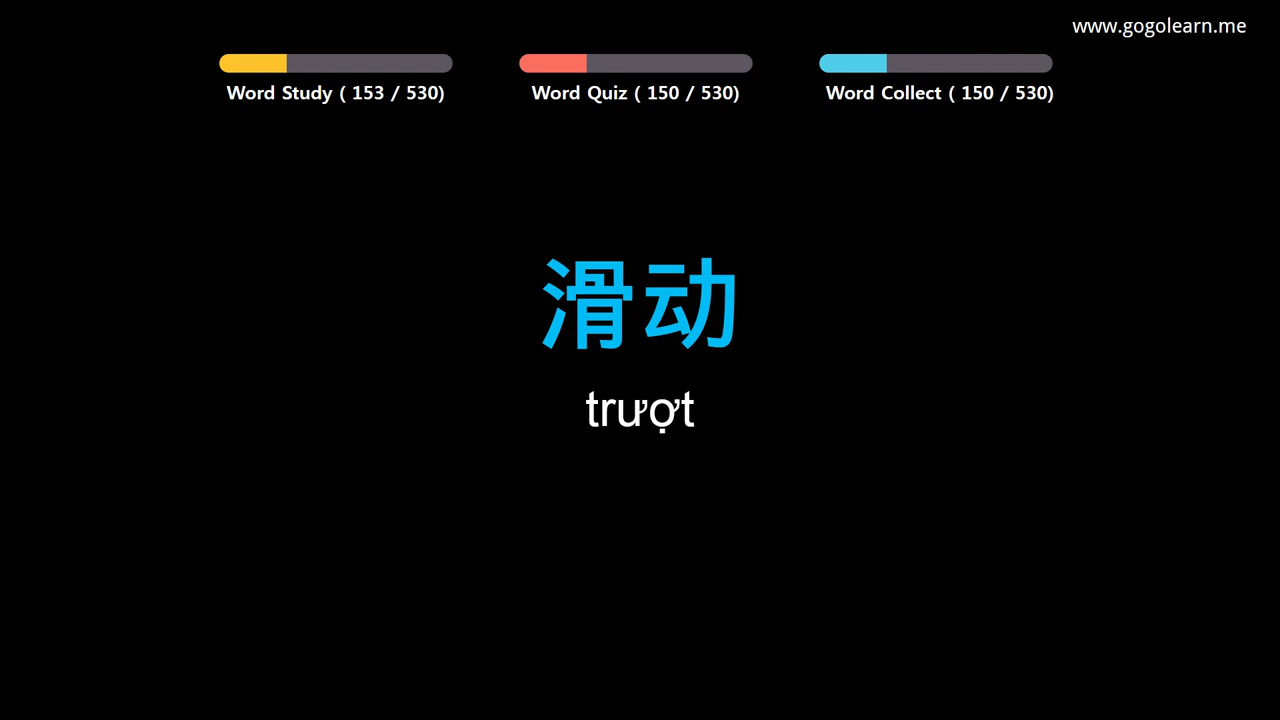 www.gogolearn.me
Word Study ( 153 / 530)
Word Quiz ( 150 / 530)
Word Collect ( 150 / 530)
滑动
trượt